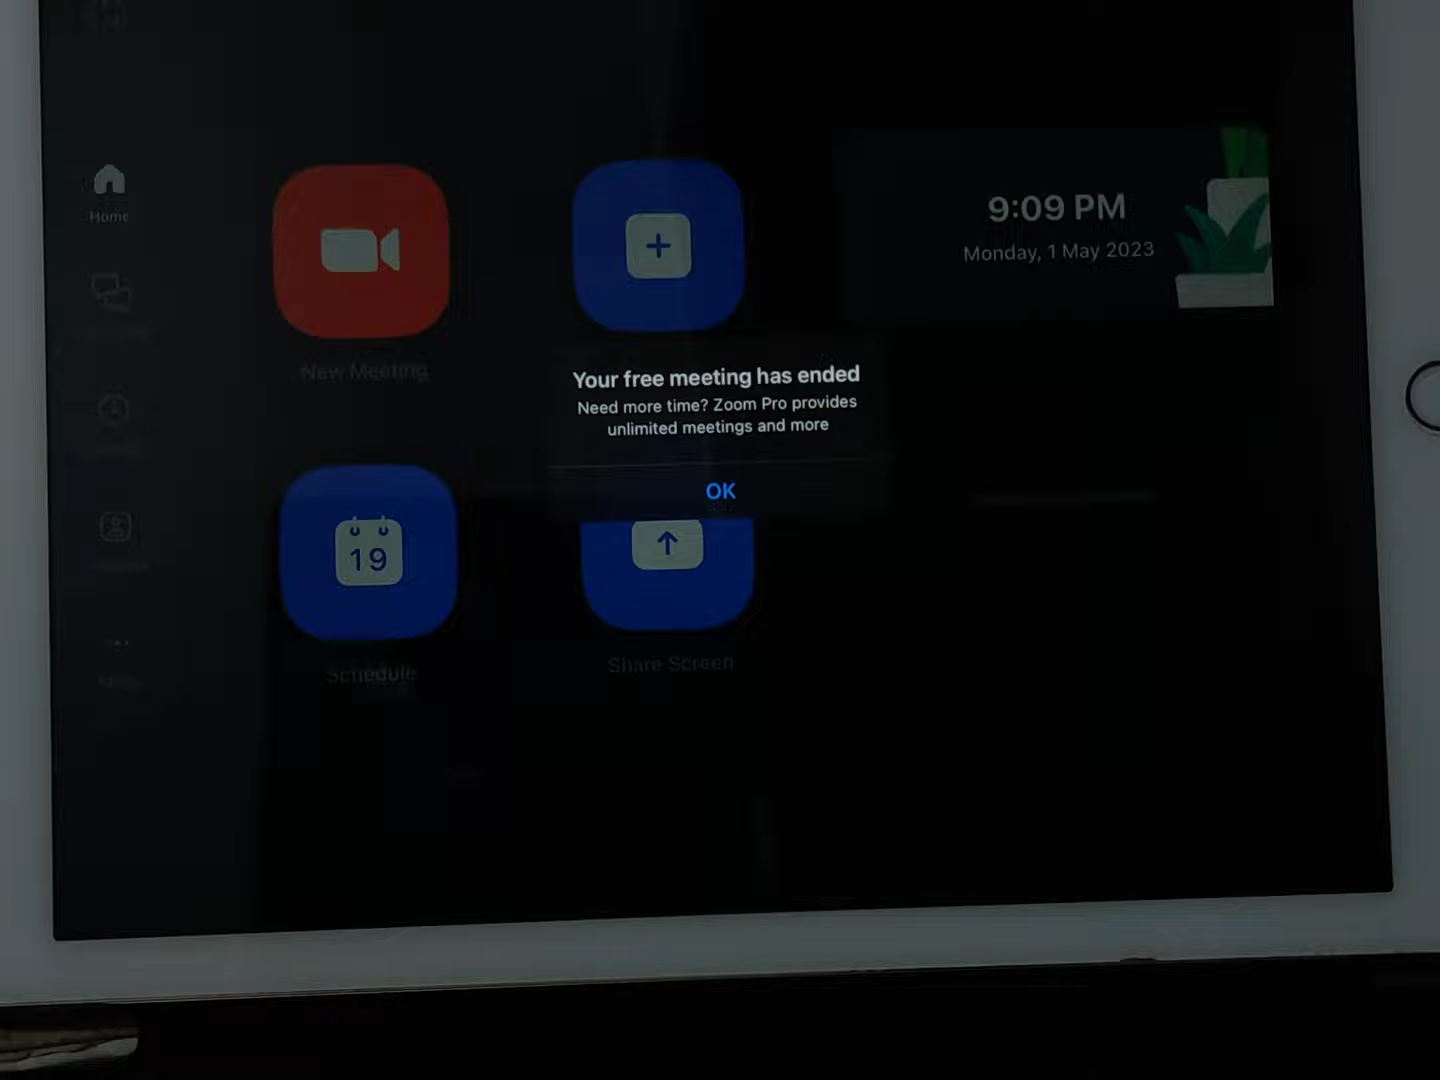 Home
9:09 PM
Monday, 1 May 2023
New Meeting
Your free meeting has ended
Need more time? Zoom Pro provides
unlimited meetings and more
OK
19
Schedule
Share Screen